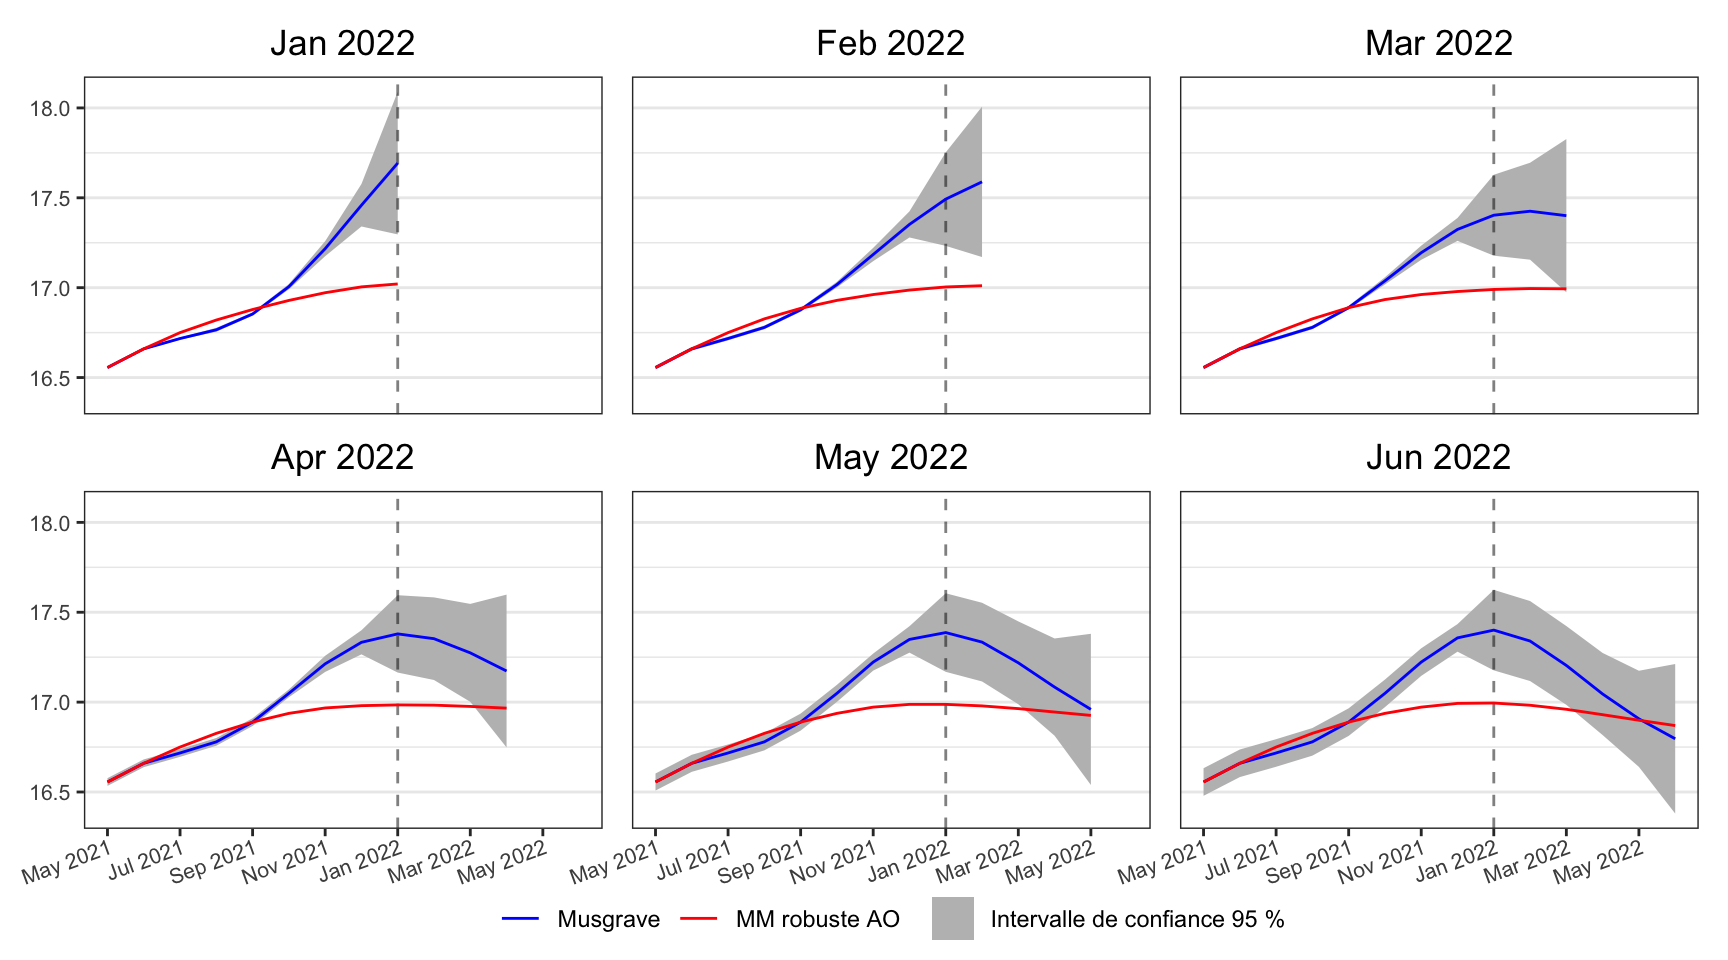 Jan 2022 Feb 2022 Mar 2022
18.0
17.5
17.0
16.5
Apr 2022 May 2022 Jun 2022
18.0
17.5
17.0
16.5
May 2021 Jul 2021 Sep 2021 Nov 2021 Jan 2022 Mar 2022 May 2022 May 2021 Jul 2021 Sep 2021 Nov 2021 Jan 2022 Mar 2022 May 2022 May 2021 Jul 2021 Sep 2021 Nov 2021 Jan 2022 Mar 2022 May 2022
Musgrave MM robuste AO Intervalle de confiance 95 %